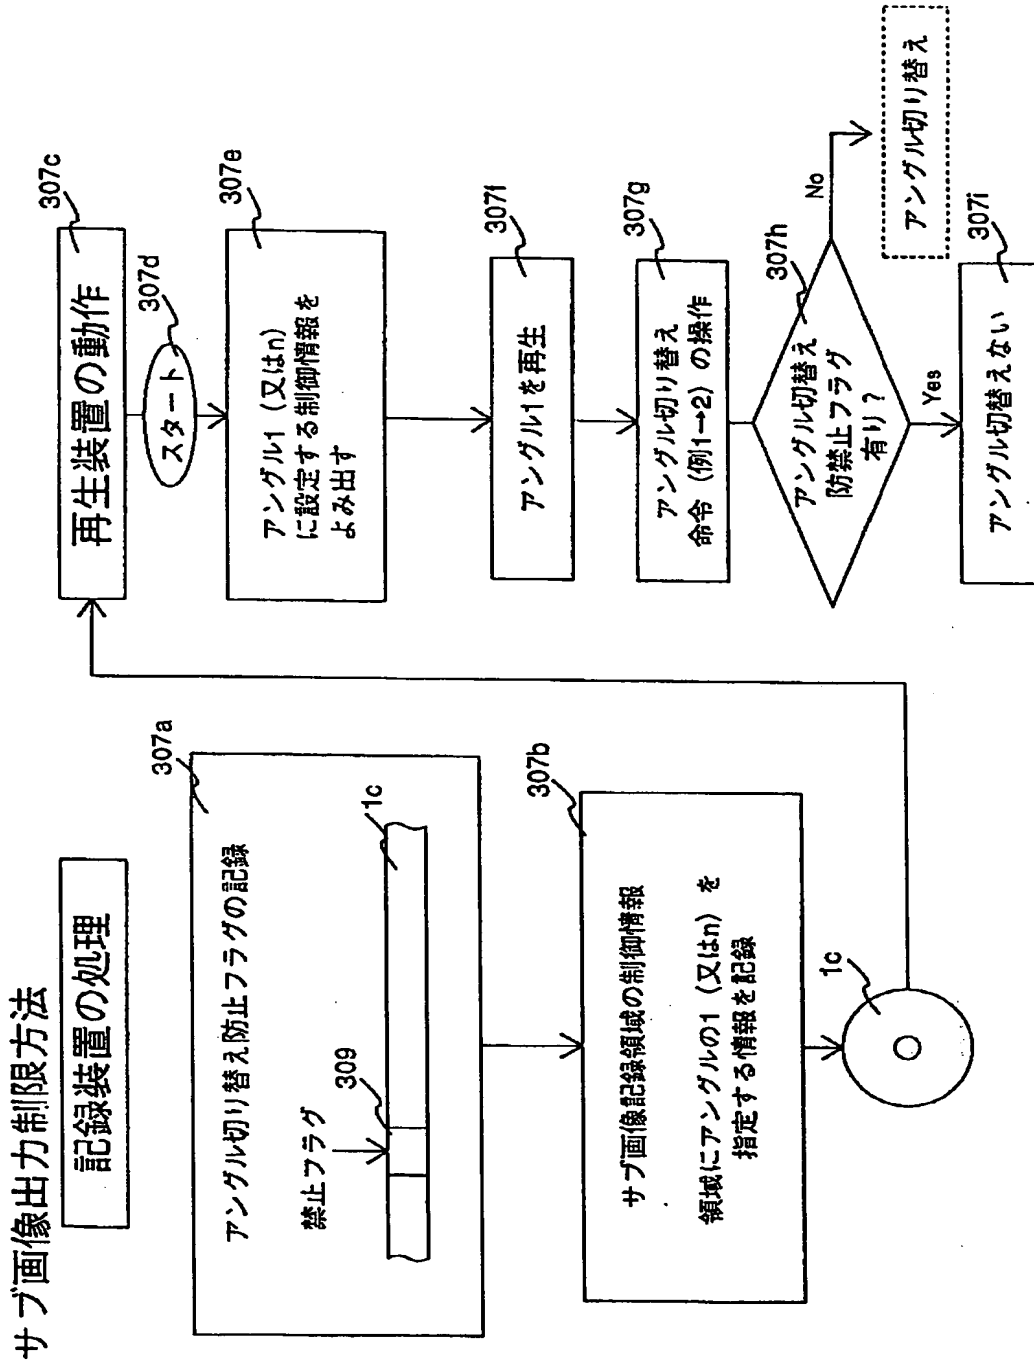 サブ画像出力制限方法
記録装置の処理
307a
アングル切り替え防止フラグの記録
禁止フラグ
309
1c
307b
サブ画像記録領域の制御情報
領域にアングルの1（又はn）を
指定する情報を記録
1c
307c
再生装置の動作
307d
スタート
307e
アングル1（又はn）
に設定する制御情報を
よみ出す
307f
アングル1を再生
307g
アングル切り替え
命令（例1→2）の操作
307h
アングル切替え
防禁止フラグ
有り？
No
アングル切り替え
Yes
307i
アングル切替えない